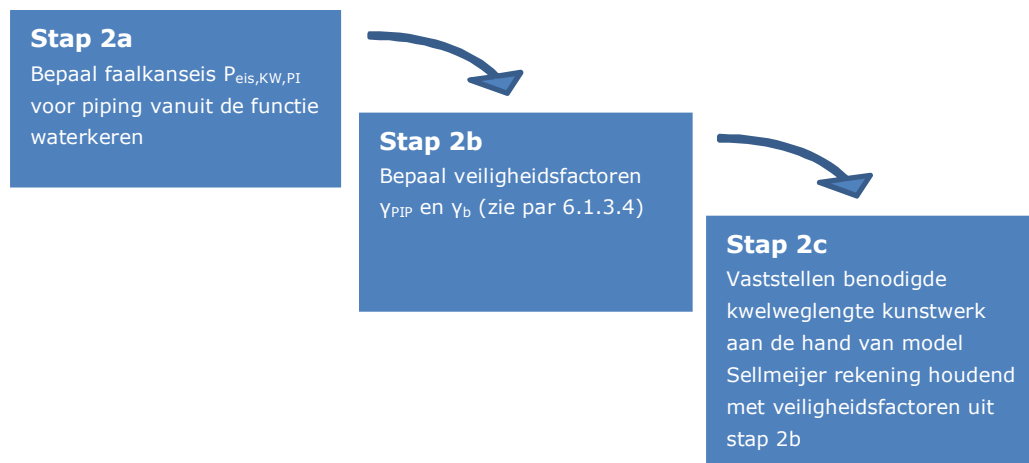 Stap 2a
Bepaal faalkanseis Peis,KW,PI
voor piping vanuit de functie
waterkeren
Stap 2b
Bepaal veiligheidsfactoren
γPIP en γb (zie par 6.1.3.4)
Stap 2c
Vaststellen benodigde
kwelweglengte kunstwerk
aan de hand van model
Sellmeijer rekening houdend
met veiligheidsfactoren uit
stap 2b